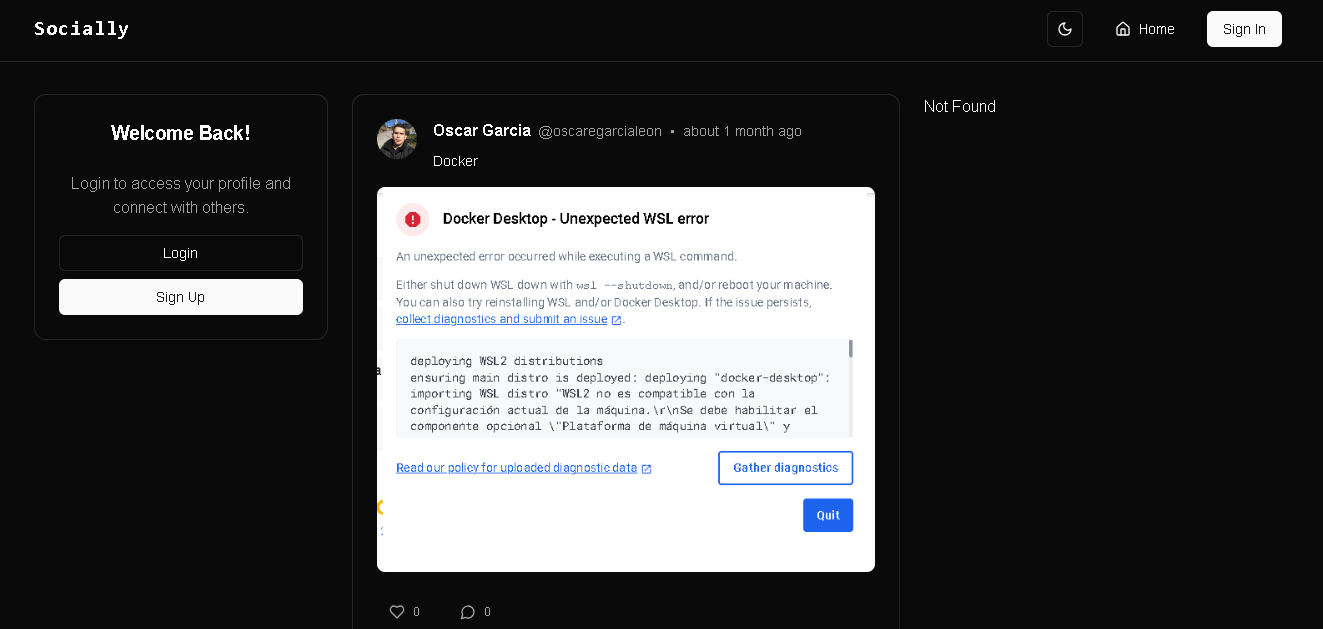 Socially
Home
Sign In
Welcome Back!
Login to access your profile and
connect with others.
Login
Sign Up
Oscar Garcia @oscaregarcialeon • about 1 month ago
Docker
Docker Desktop - Unexpected WSL error
An unexpected error occurred while executing a WSL command.
Either shut down WSL down with wsl --shutdown, and/or reboot your machine.
You can also try reinstalling WSL and/or Docker Desktop. If the issue persists,
collect diagnostics and submit an issue.
deploying WSL2 distributions
ensuring main distro is deployed: deploying "docker-desktop":
importing WSL distro "WSL2 no es compatible con la
configuración actual de la máquina.\r\nSe debe habilitar el
componente opcional \"Plataforma de máquina virtual\" y
Read our policy for uploaded diagnostic data
Gather diagnostics
Quit
0
0
Not Found